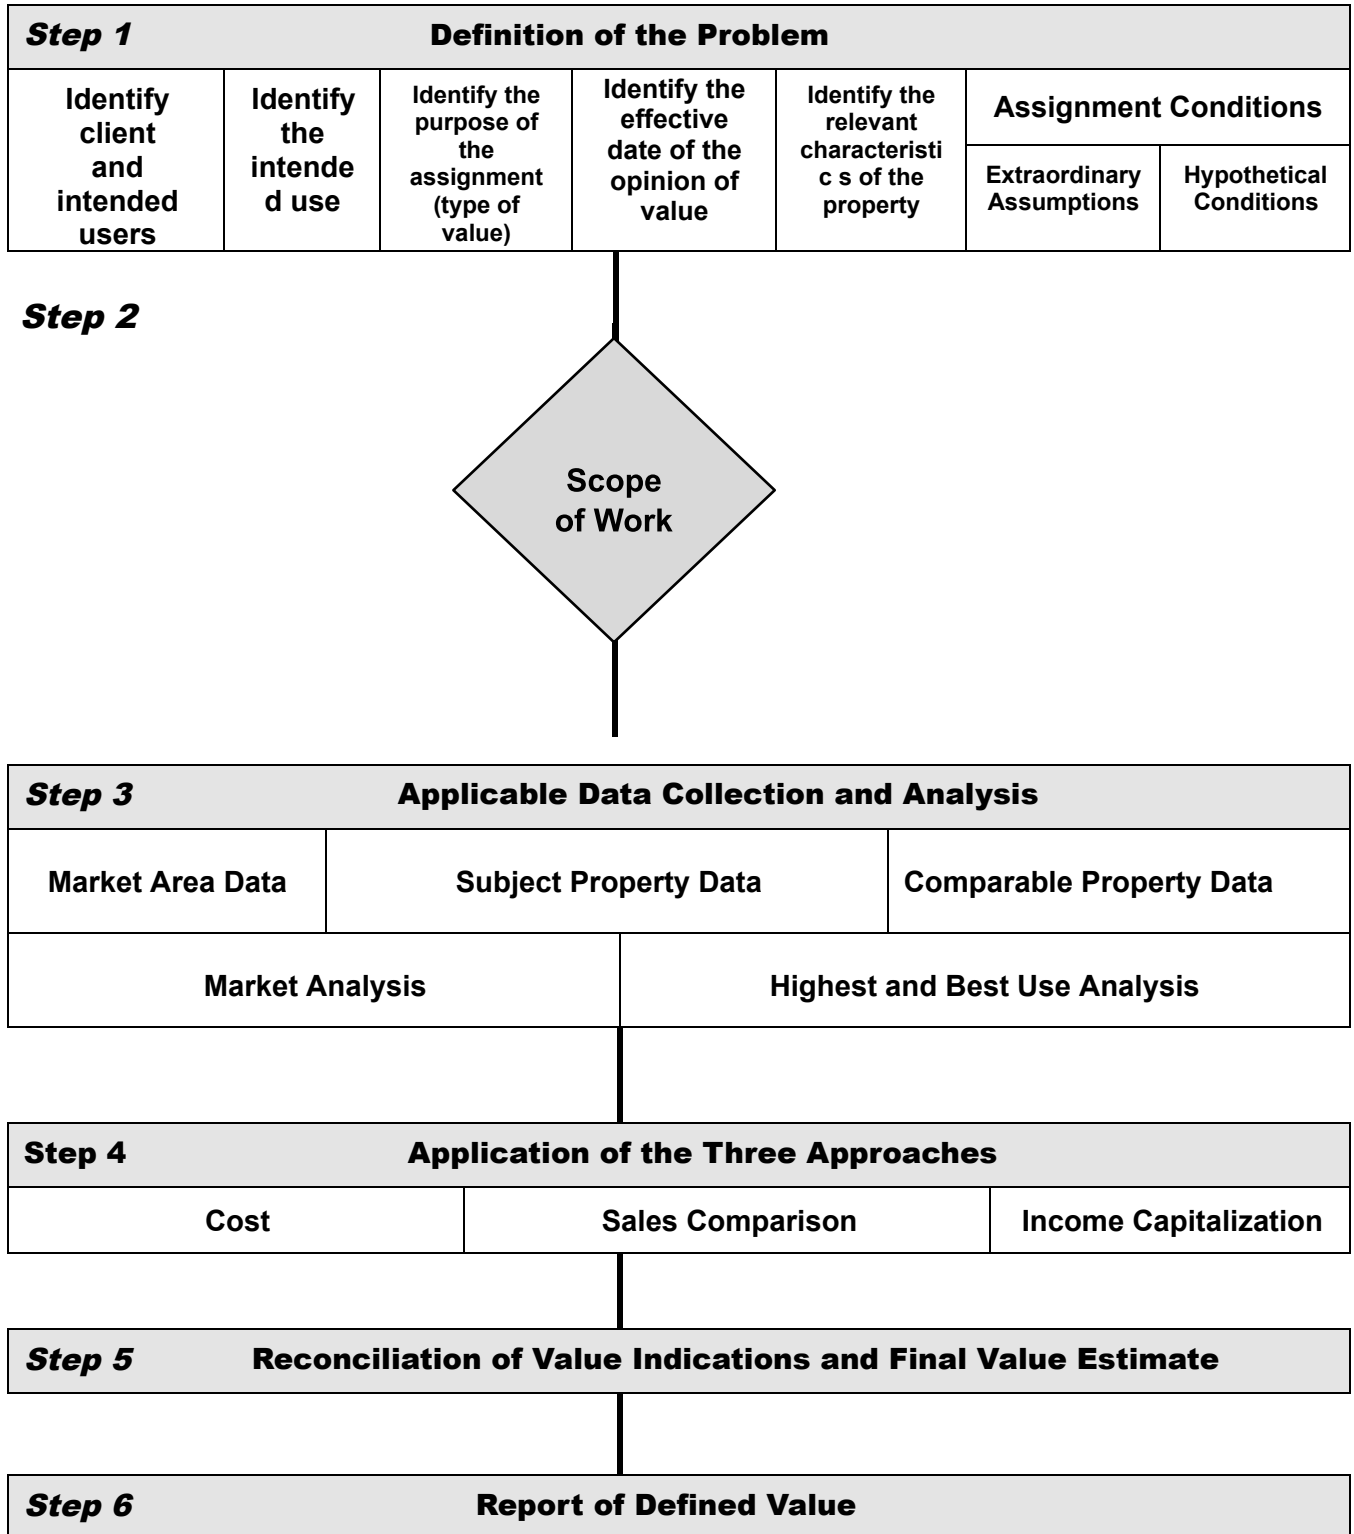 Step 1 Definition of the Problem
Identify
client
and
intended
users
Identify
the
intende
d use
Identify the
purpose of
the
assignment
(type of
value)
Identify the
effective
date of the
opinion of
value
Identify the
relevant
characteristi
c s of the
property
Assignment Conditions
Extraordinary
Assumptions
Hypothetical
Conditions
Step 2
Scope
of Work
Step 3 Applicable Data Collection and Analysis
Market Area Data
Subject Property Data
Comparable Property Data
Market Analysis
Highest and Best Use Analysis
Step 4 Application of the Three Approaches
Cost
Sales Comparison
Income Capitalization
Step 5 Reconciliation of Value Indications and Final Value Estimate
Step 6 Report of Defined Value